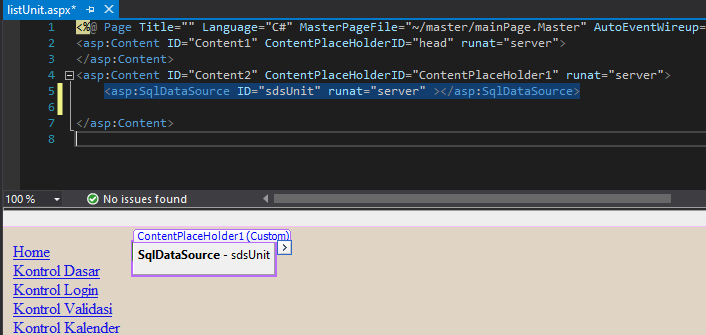 listUnit.aspx*
1 <%@ Page Title="" Language="C#" MasterPageFile="~/master/mainPage.Master" AutoEventWireup=
2 <asp:Content ID="Content1" ContentPlaceHolderID="head" runat="server">
3 </asp:Content>
4 <asp:Content ID="Content2" ContentPlaceHolderID="ContentPlaceHolder1" runat="server">
5 <asp:SqlDataSource ID="sdsUnit" runat="server" ></asp:SqlDataSource>
6
7 </asp:Content>
8
100 % No issues found
ContentPlaceHolder1 (Custom)
SqlDataSource - sdsUnit
Home
Kontrol Dasar
Kontrol Login
Kontrol Validasi
Kontrol Kalender